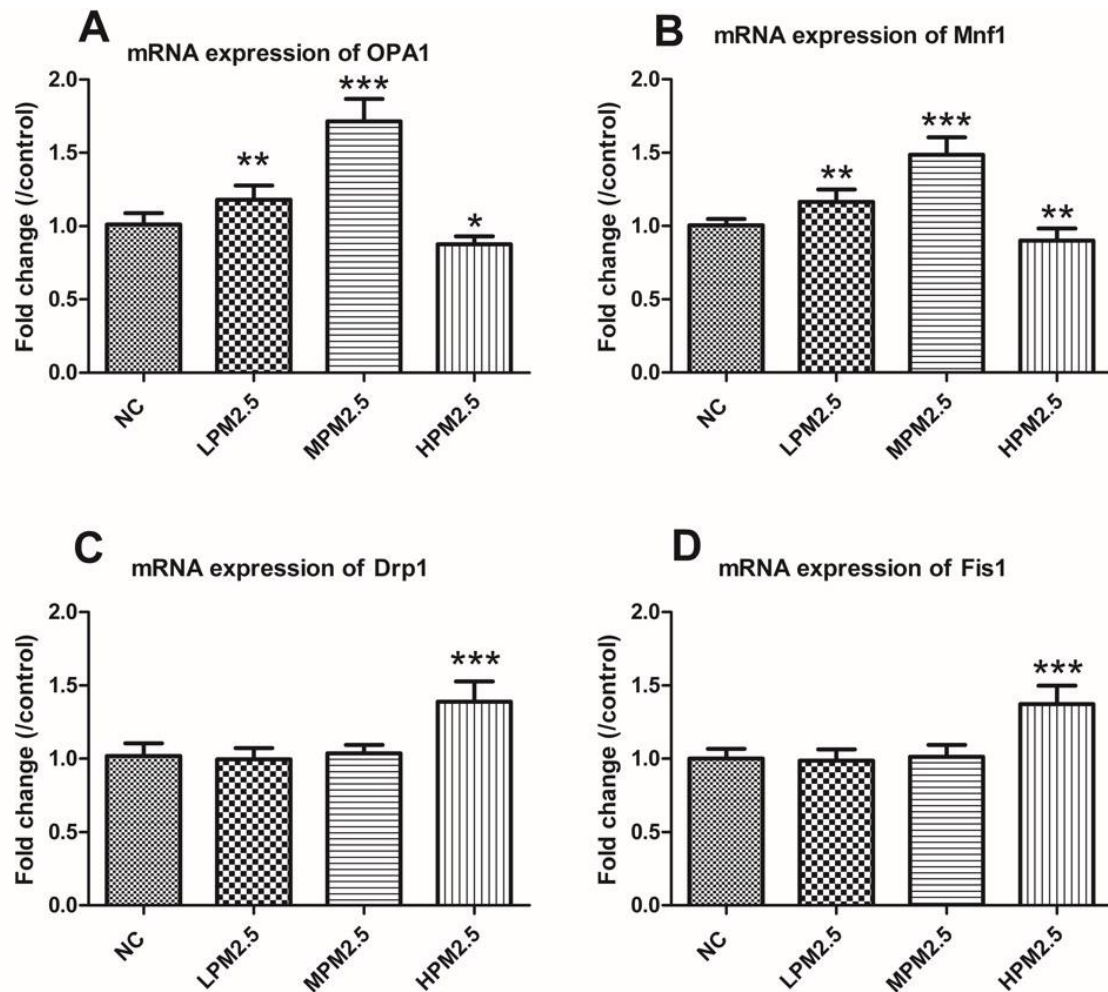 A
mRNA expression of OPA1
Fold change (/control)
2.0
1.5
1.0
0.5
0.0
**
***
*
NC
LPM2.5
MPM2.5
HPM2.5
B
mRNA expression of Mnf1
Fold change (/control)
2.0
1.5
1.0
0.5
0.0
**
***
**
NC
LPM2.5
MPM2.5
HPM2.5
C
mRNA expression of Drp1
Fold change (/control)
2.0
1.5
1.0
0.5
0.0
***
NC
LPM2.5
MPM2.5
HPM2.5
D
mRNA expression of Fis1
Fold change (/control)
2.0
1.5
1.0
0.5
0.0
***
NC
LPM2.5
MPM2.5
HPM2.5